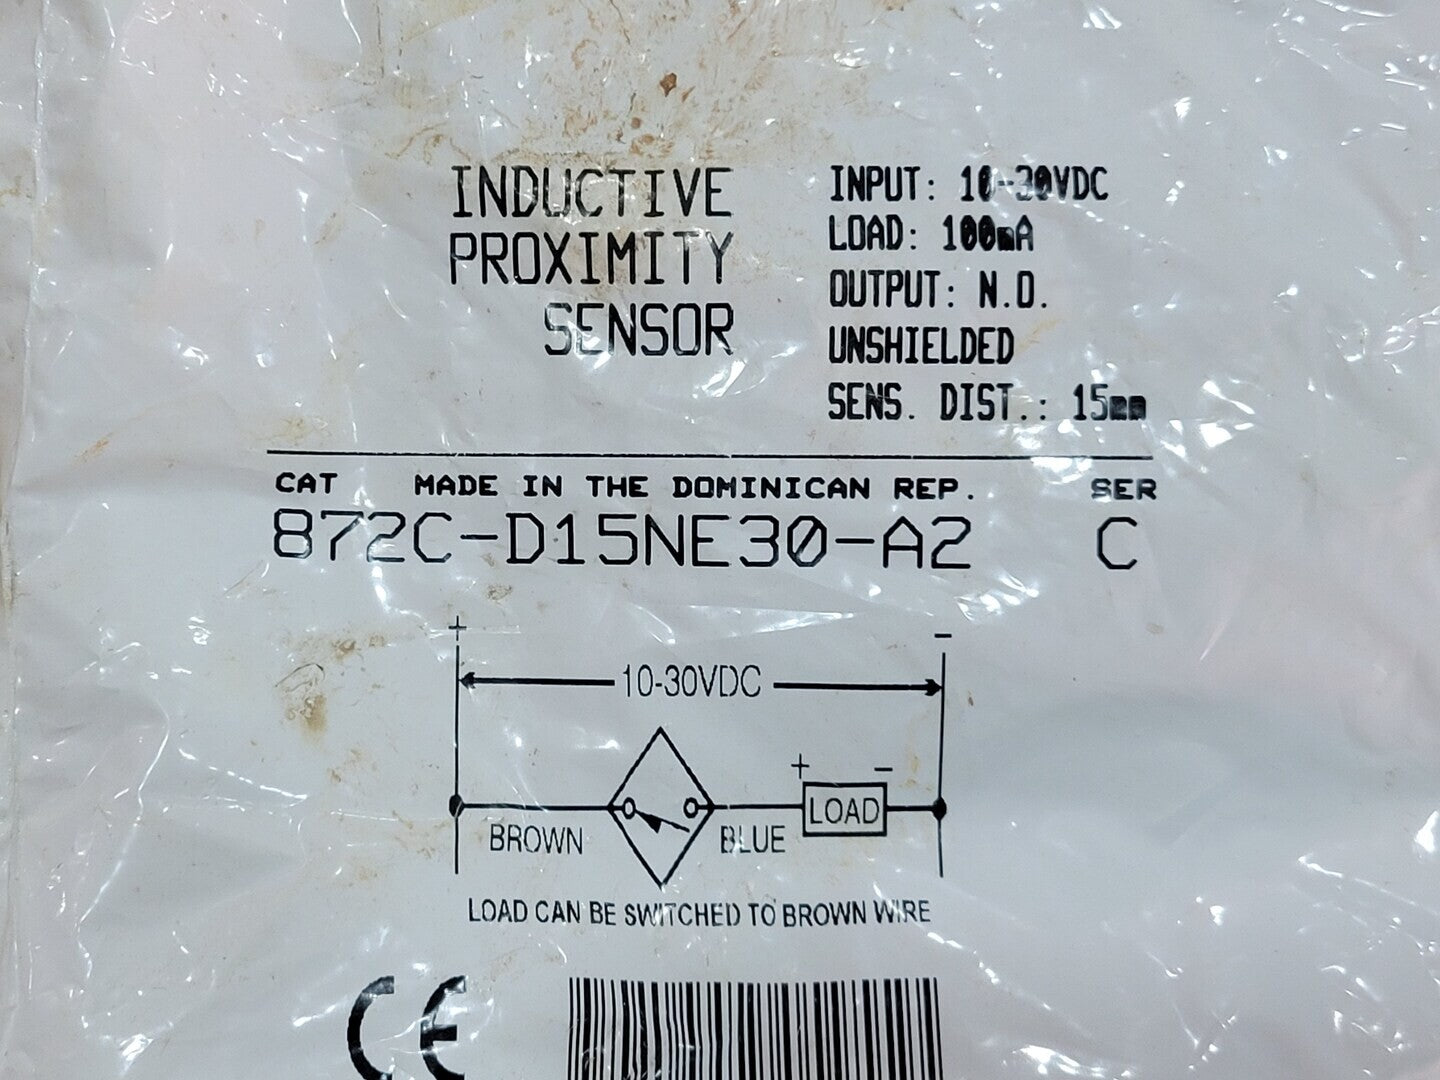 INDUCTIVE
PROXIMITY
SENSOR
INPUT: 10-30VDC
LOAD: 100mA
OUTPUT: N.O.
UNSHIELDED
SENS. DIST.: 15mm
CAT MADE IN THE DOMINICAN REP. SER
872C-D15NE30-A2 C
+ -
10-30VDC
+ -
LOAD
BROWN BLUE
LOAD CAN BE SWITCHED TO BROWN WIRE
CE